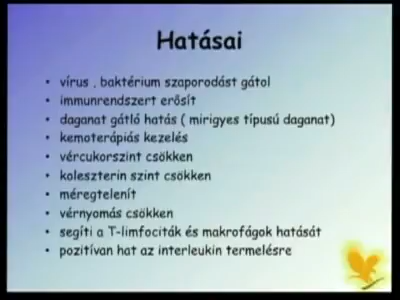 Hatásai
• vírus , baktérium szaporodást gátol
• immunrendszert erősít
• daganat gátló hatás ( mirigyes típusú daganat)
• kemoterápiás kezelés
• vércukorszint csökken
• koleszterin szint csökken
• méregtelenít
• vérnyomás csökken
• segíti a T-limfociták és makrofágok hatását
• pozitívan hat az interleukin termelésre